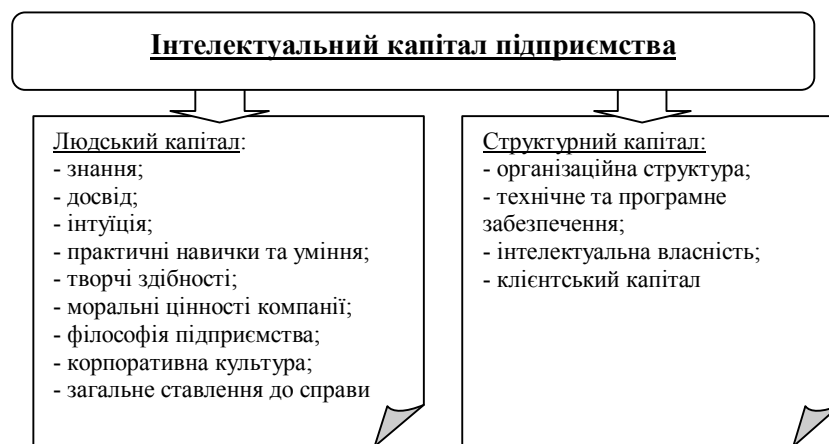 Інтелектуальний капітал підприємства
Людський капітал:
- знання;
- досвід;
- інтуїція;
- практичні навички та уміння;
- творчі здібності;
- моральні цінності компанії;
- філософія підприємства;
- корпоративна культура;
- загальне ставлення до справи
Структурний капітал:
- організаційна структура;
- технічне та програмне
забезпечення;
- інтелектуальна власність;
- клієнтський капітал